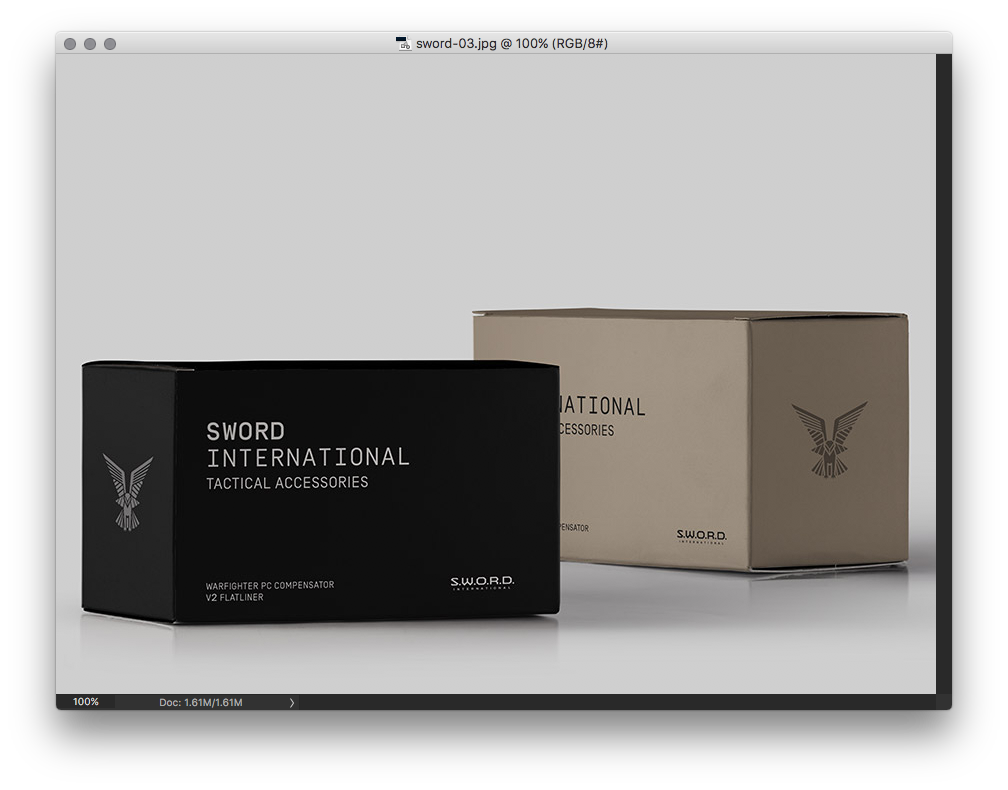 sword-03.jpg @ 100% (RGB/8#)
SWORD
INTERNATIONAL
TACTICAL ACCESSORIES
WARFIGHTER PC COMPENSATOR
V2 FLATLINER
S.W.O.R.D.
INTERNATIONAL
NATIONAL
CESSORIES
PENSATOR
S.W.O.R.D.
INTERNATIONAL
100%
Doc: 1.61M/1.61M